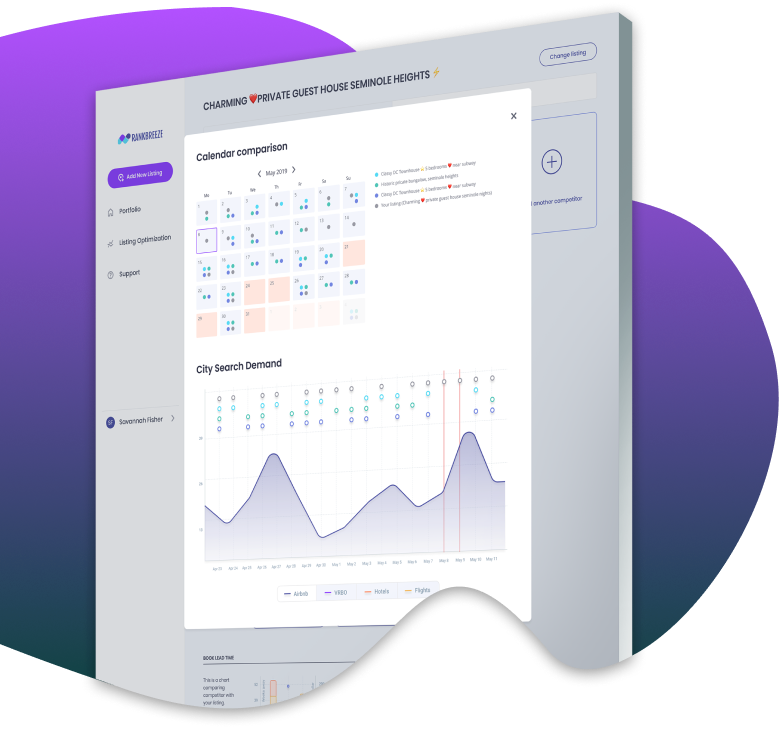 CHARMING ❤️PRIVATE GUEST HOUSE SEMINOLE HEIGHTS ⚡
Change listing
RANKBREEZE
Add New Listing
Portfolio
Listing Optimization
Support
Savannah Fisher
another competitor
Calendar comparison
X
May 2019
Mo Tu We Th Fr Sa Su
1 2 3 4 5 6 7
8 9 10 11 12 13 14
15 16 17 18 19 20 21
22 23 24 25 26 27 28
29 30 31
Classy DC Townhouse 5 bedrooms ❤️ near subway
Historic private bungalow, seminole heights
Classy DC Townhouse 5 bedrooms ❤️ near subway
Your listing (Charming ❤️ private guest house seminole nights)
City Search Demand
Airbnb
VRBO
Hotels
Flights
BOOK LEAD TIME
This is a chart
comparing
competitor with
your listing.